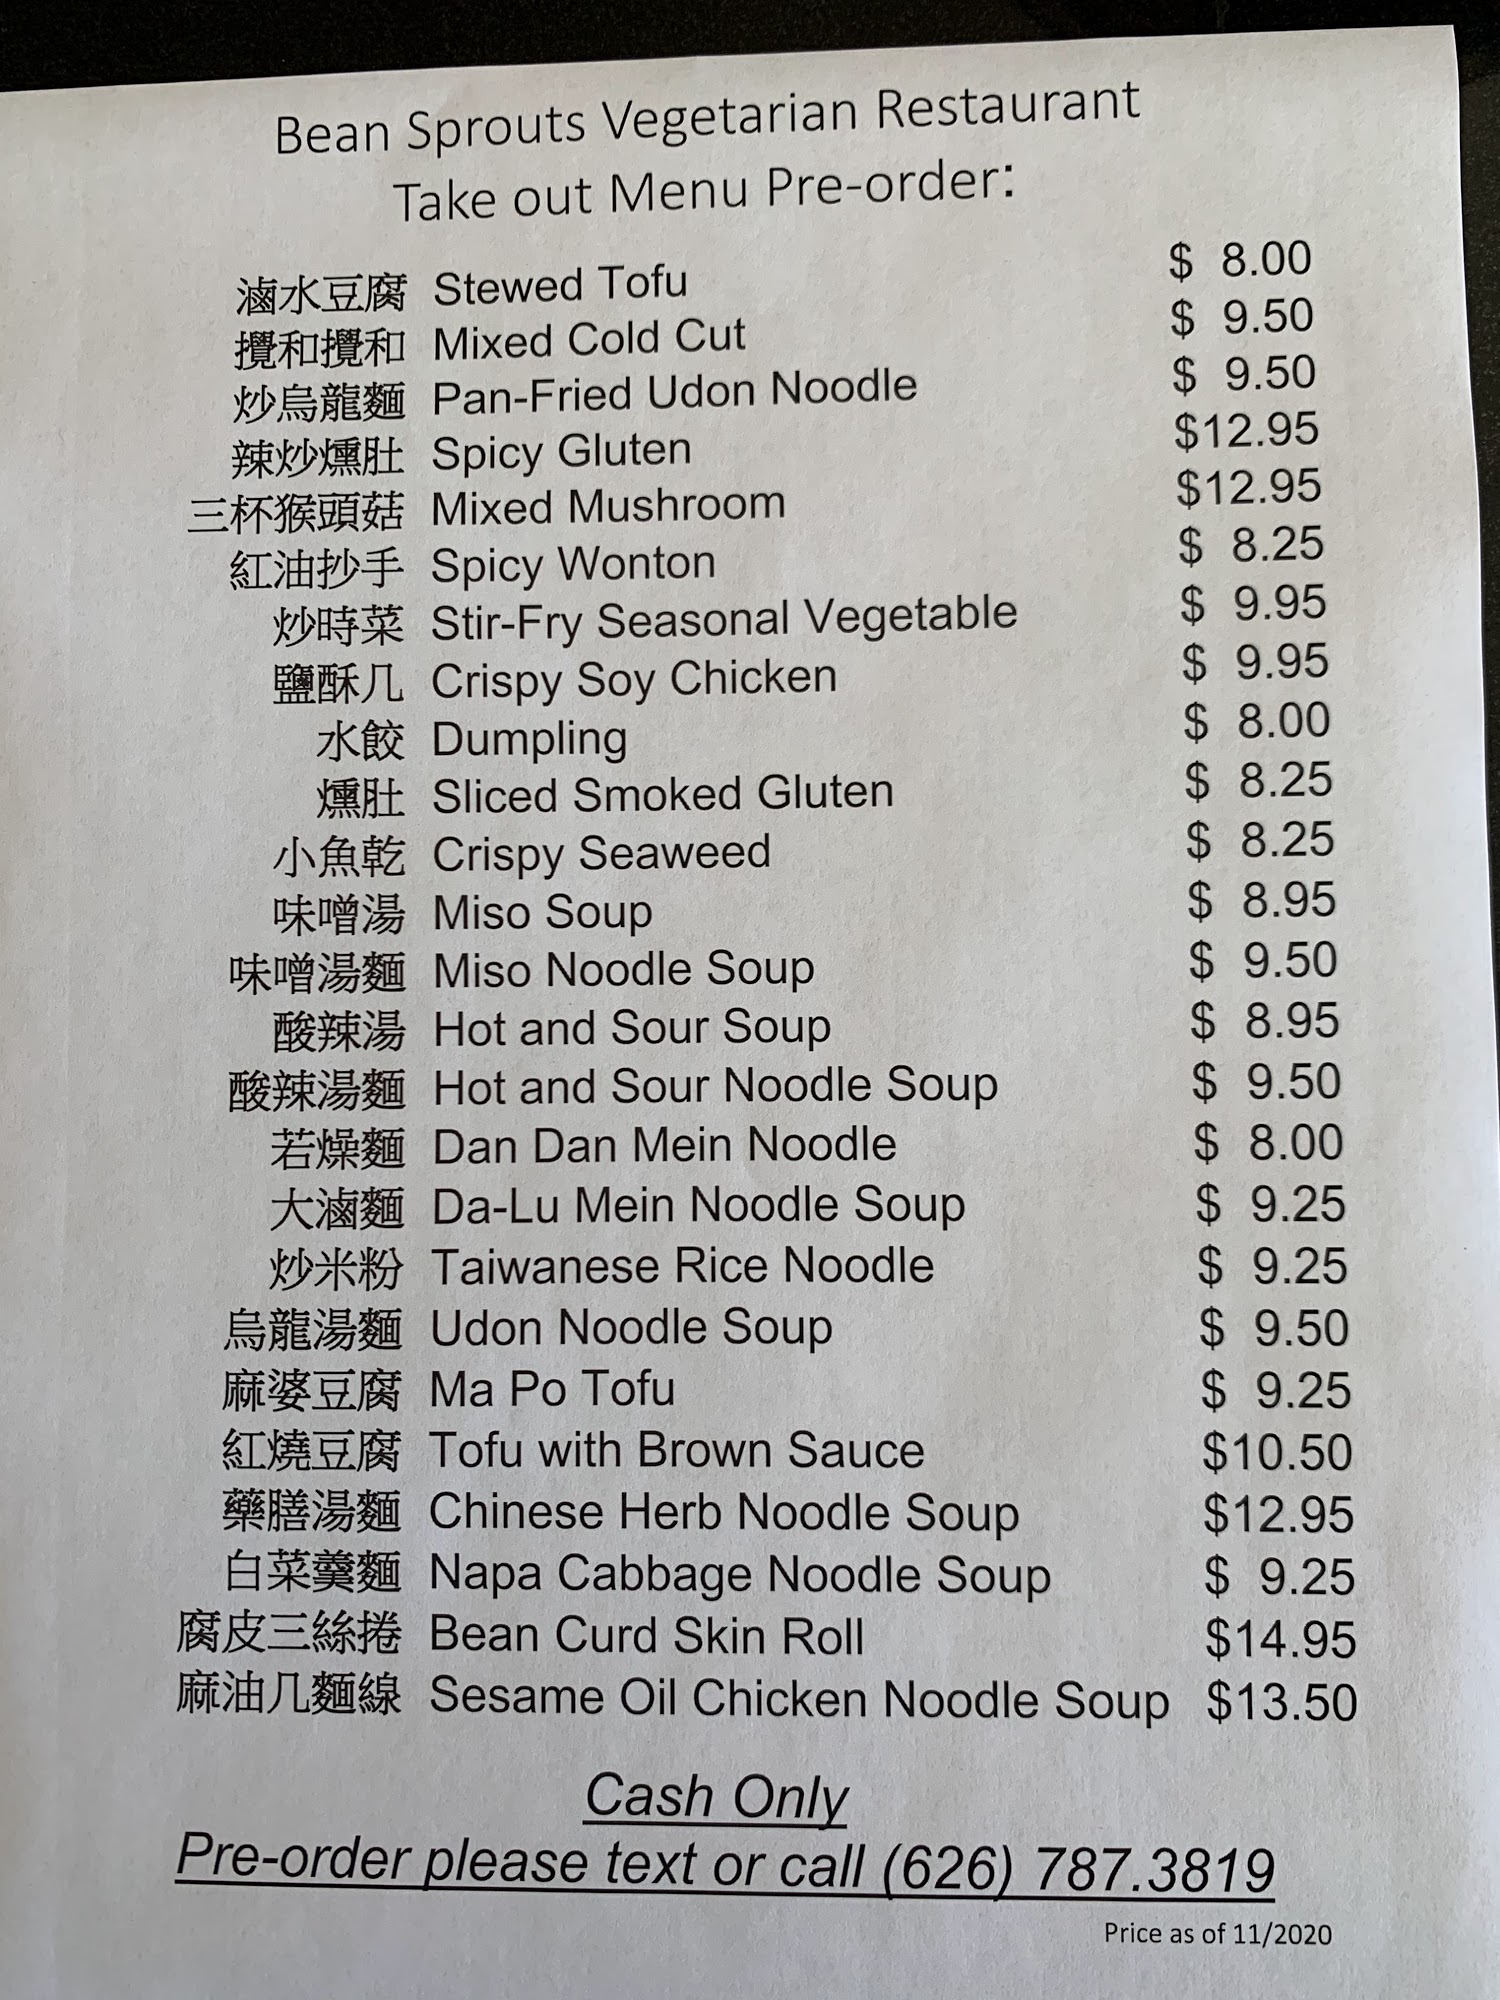 Bean Sprouts Vegetarian Restaurant
Take out Menu Pre-order:
滷水豆腐 Stewed Tofu $ 8.00
攪和攪和 Mixed Cold Cut $ 9.50
炒烏龍麵 Pan-Fried Udon Noodle $ 9.50
辣炒燻肚 Spicy Gluten $12.95
三杯猴頭菇 Mixed Mushroom $12.95
紅油抄手 Spicy Wonton $ 8.25
炒時菜 Stir-Fry Seasonal Vegetable $ 9.95
鹽酥几 Crispy Soy Chicken $ 9.95
水餃 Dumpling $ 8.00
燻肚 Sliced Smoked Gluten $ 8.25
小魚乾 Crispy Seaweed $ 8.25
味噌湯 Miso Soup $ 8.95
味噌湯麵 Miso Noodle Soup $ 9.50
酸辣湯 Hot and Sour Soup $ 8.95
酸辣湯麵 Hot and Sour Noodle Soup $ 9.50
若燥麵 Dan Dan Mein Noodle $ 8.00
大滷麵 Da-Lu Mein Noodle Soup $ 9.25
炒米粉 Taiwanese Rice Noodle $ 9.25
烏龍湯麵 Udon Noodle Soup $ 9.50
麻婆豆腐 Ma Po Tofu $ 9.25
紅燒豆腐 Tofu with Brown Sauce $10.50
藥膳湯麵 Chinese Herb Noodle Soup $12.95
白菜羹麵 Napa Cabbage Noodle Soup $ 9.25
腐皮三絲捲 Bean Curd Skin Roll $14.95
麻油几麵線 Sesame Oil Chicken Noodle Soup $13.50
Cash Only
Pre-order please text or call (626) 787.3819
Price as of 11/2020